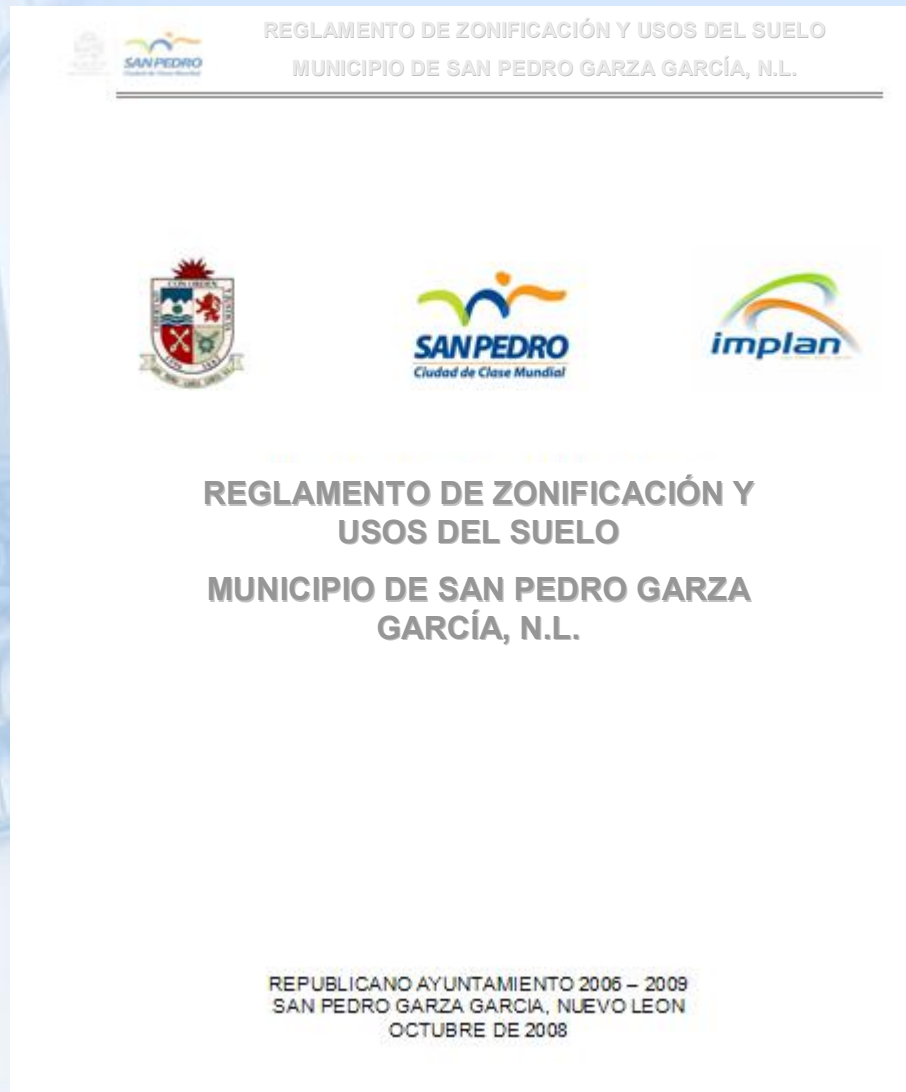 REGLAMENTO DE ZONIFICACIÓN Y USOS DEL SUELO
SAN PEDRO
MUNICIPIO DE SAN PEDRO GARZA GARCÍA, N.L.
CON ORDEN
SAN PEDRO
Ciudad de Clase Mundial
implan
REGLAMENTO DE ZONIFICACIÓN Y
USOS DEL SUELO
MUNICIPIO DE SAN PEDRO GARZA
GARCÍA, N.L.
REPUBLICANO AYUNTAMIENTO 2006 – 2009
SAN PEDRO GARZA GARCIA, NUEVO LEON
OCTUBRE DE 2008